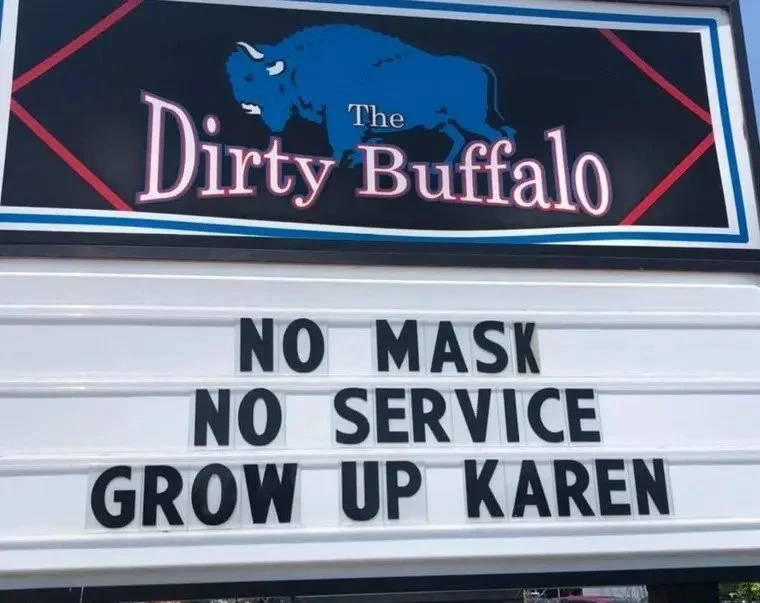 The
Dirty Buffalo
NO MASK
NO SERVICE
GROW UP KAREN